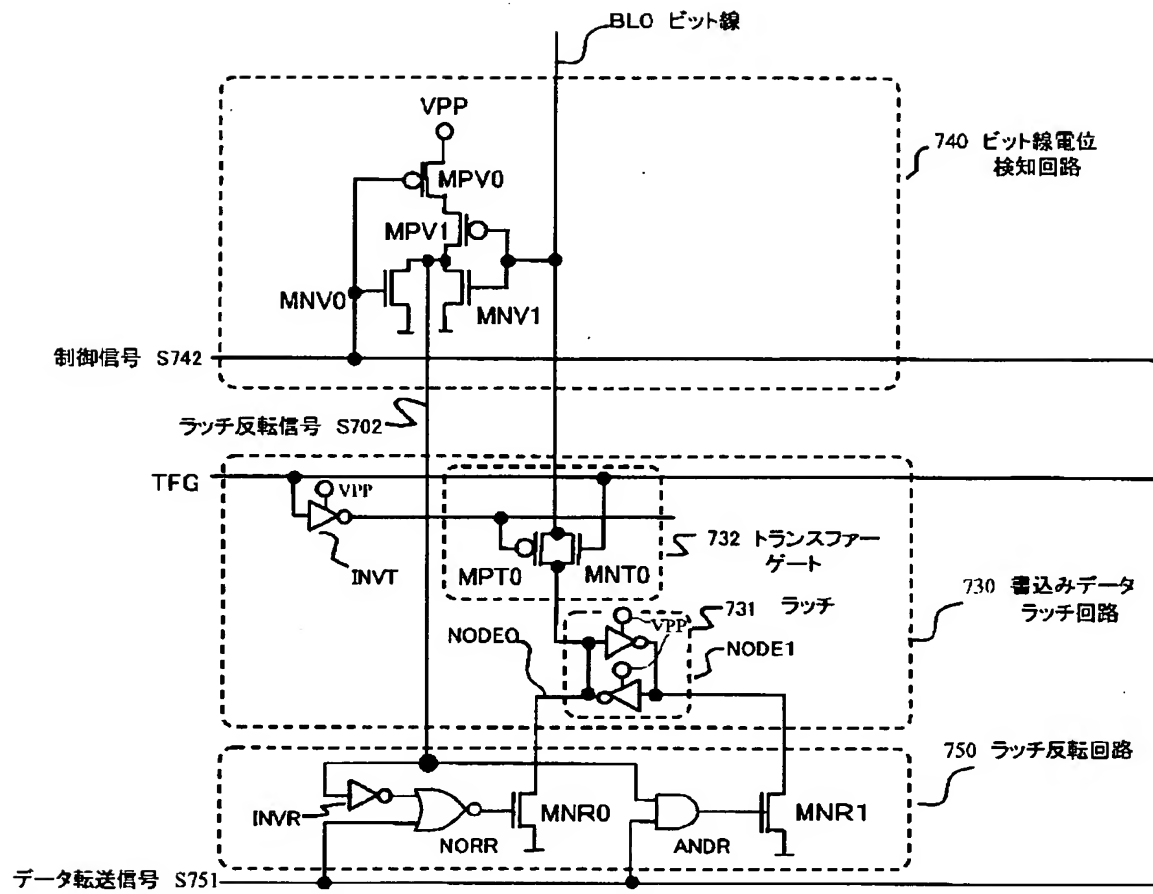 BL0 ビット線
VPP
740 ビット線電位
検知回路
MPV0
MPV1
MNV0
MNV1
制御信号 S742
ラッチ反転信号 S702
TFG
VPP
INVT
MPT0
MNT0
732 トランスファー
ゲート
731 ラッチ
VPP
NODE0
NODE1
730 書込みデータ
ラッチ回路
750 ラッチ反転回路
INVR
NORR
MNR0
ANDR
MNR1
データ転送信号 S751